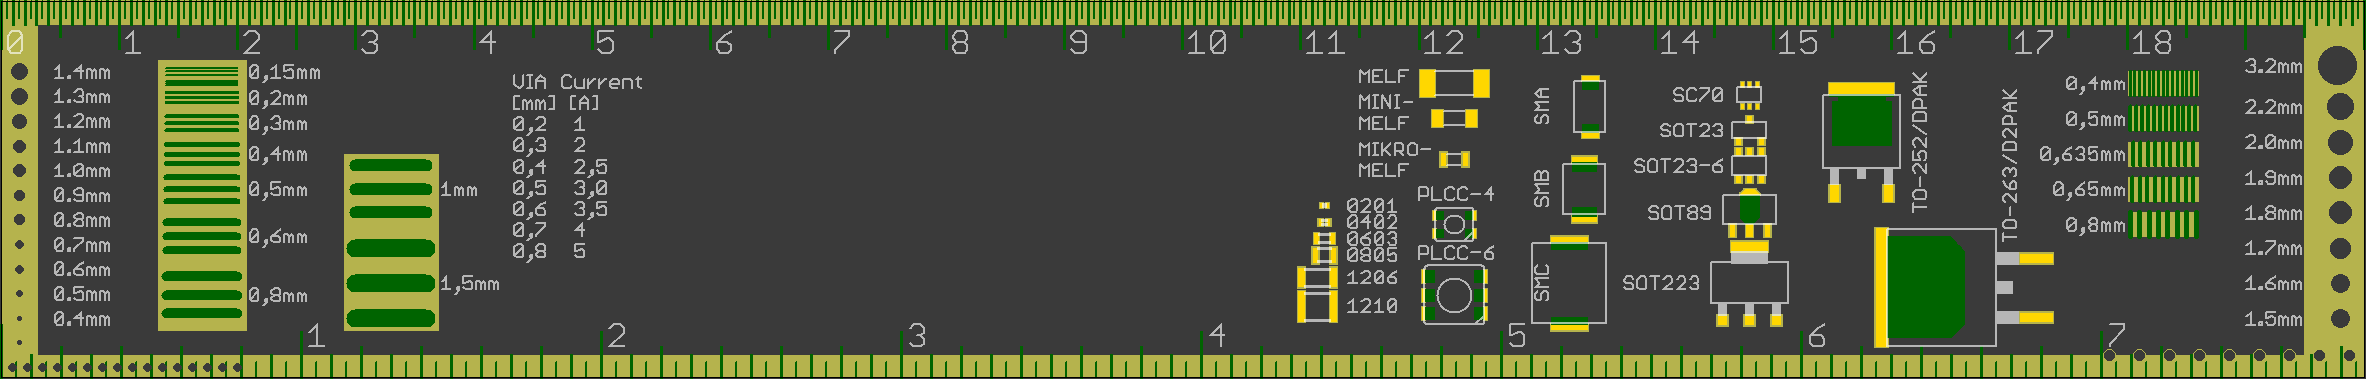 0 1 2 3 4 5 6 7 8 9 10 11 12 13 14 15 16 17 18
1.4mm
1.3mm
1.2mm
1.1mm
1.0mm
0.9mm
0.8mm
0.7mm
0.6mm
0.5mm
0.4mm
0,15mm
0,2mm
0,3mm
0,4mm
0,5mm
0,6mm
0,8mm
1mm
1,5mm
VIA Current
[mm] [A]
0,2 1
0,3 2
0,4 2,5
0,5 3,0
0,6 3,5
0,7 4
0,8 5
MELF
MINI-
MELF
MIKRO-
MELF
0201
0402
0603
0805
1206
1210
PLCC-4
PLCC-6
SMA
SMB
SMC
SC70
SOT23
SOT23-6
SOT89
SOT223
TO-252/DPAK
TO-263/D2PAK
0,4mm
0,5mm
0,635mm
0,65mm
0,8mm
3.2mm
2.2mm
2.0mm
1.9mm
1.8mm
1.7mm
1.6mm
1.5mm
1 2 3 4 5 6 7